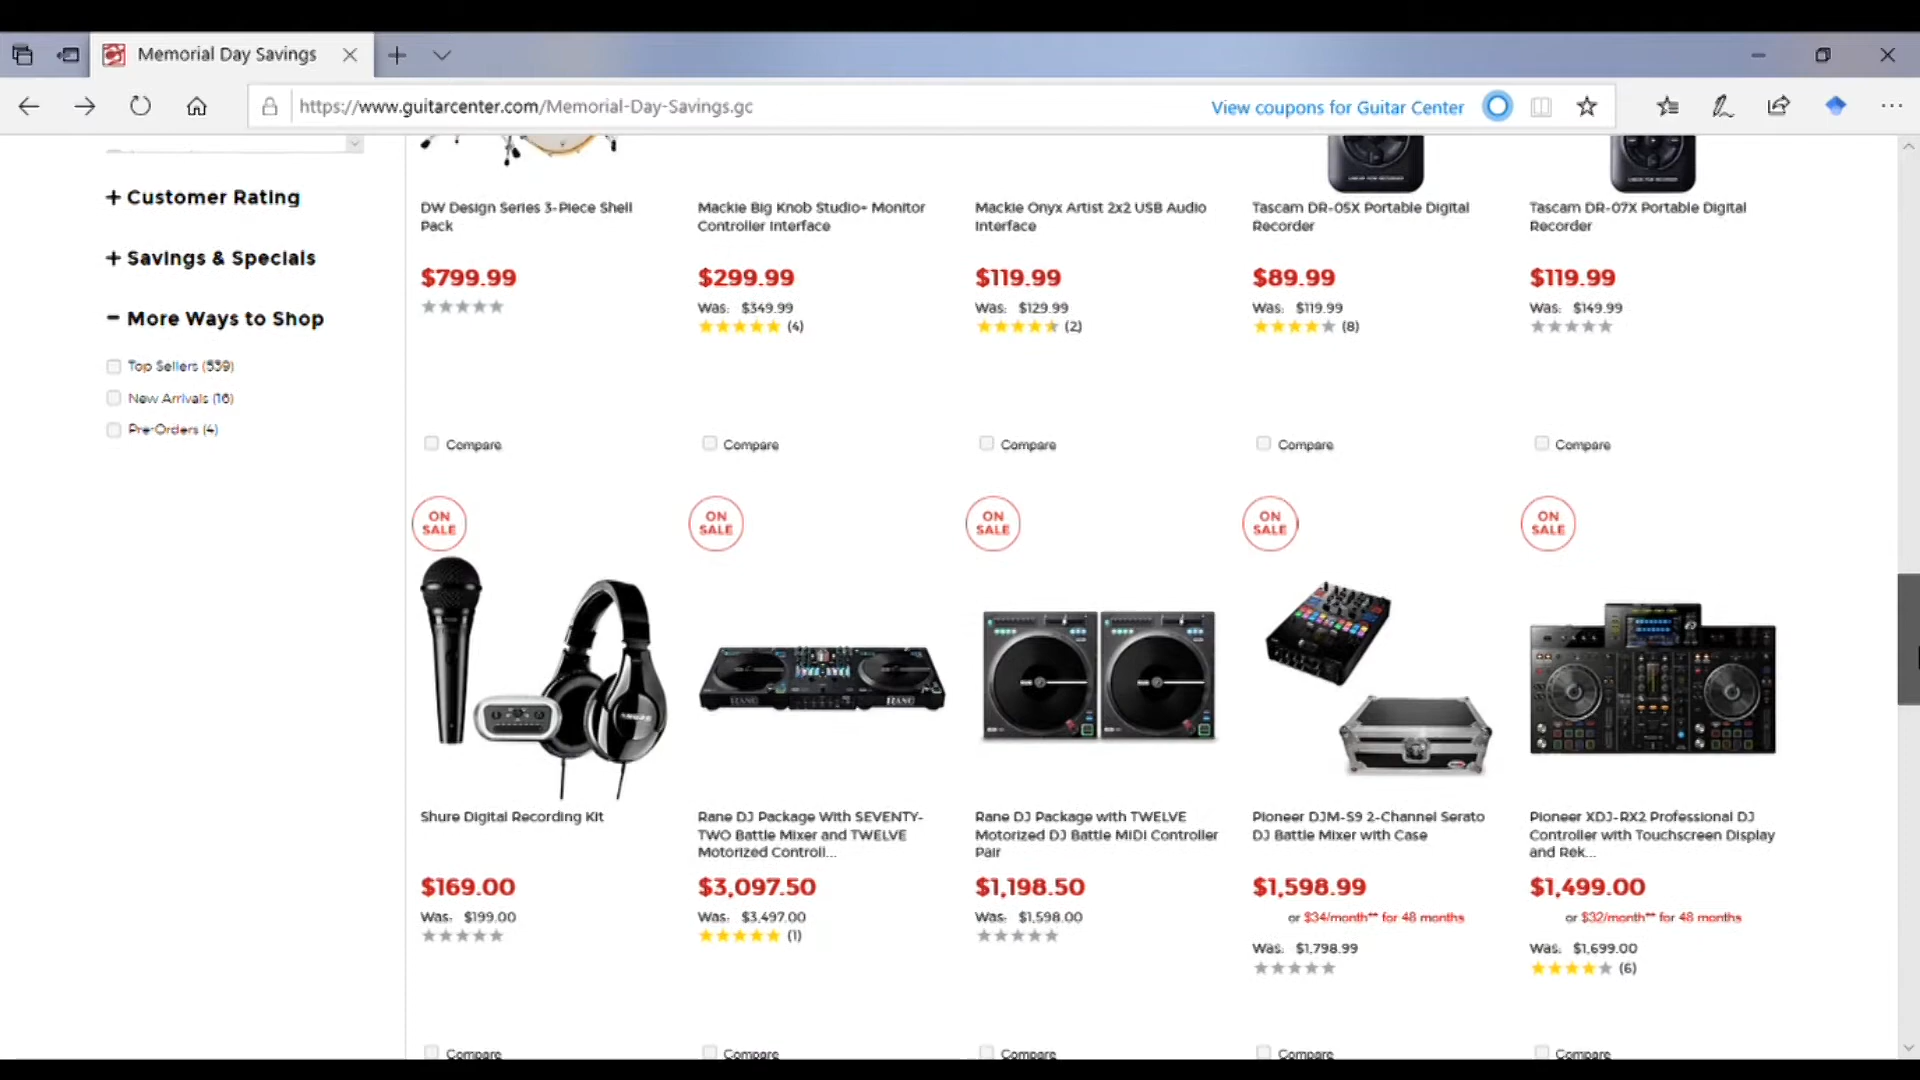 Memorial Day Savings
https://www.guitarcenter.com/Memorial-Day-Savings.gc
View coupons for Guitar Center
+ Customer Rating
+ Savings & Specials
− More Ways to Shop
Top Sellers (539)
New Arrivals (16)
Pre-Orders (4)
DW Design Series 3-Piece Shell
Pack
$799.99
Compare
Mackie Big Knob Studio+ Monitor
Controller Interface
$299.99
Was: $349.99
(4)
Compare
Mackie Onyx Artist 2x2 USB Audio
Interface
$119.99
Was: $129.99
(2)
Compare
Tascam DR-05X Portable Digital
Recorder
$89.99
Was: $119.99
(8)
Compare
Tascam DR-07X Portable Digital
Recorder
$119.99
Was: $149.99
Compare
ON
SALE
Shure Digital Recording Kit
$169.00
Was: $199.00
Compare
ON
SALE
RANE
RANE
Rane DJ Package With SEVENTY-
TWO Battle Mixer and TWELVE
Motorized Controll...
$3,097.50
Was: $3,497.00
(1)
Compare
ON
SALE
Rane DJ Package with TWELVE
Motorized DJ Battle MIDI Controller
Pair
$1,198.50
Was: $1,598.00
Compare
ON
SALE
Pioneer DJM-S9 2-Channel Serato
DJ Battle Mixer with Case
$1,598.99
or $34/month** for 48 months
Was: $1,798.99
Compare
ON
SALE
Pioneer XDJ-RX2 Professional DJ
Controller with Touchscreen Display
and Rek...
$1,499.00
or $32/month** for 48 months
Was: $1,699.00
(6)
Compare